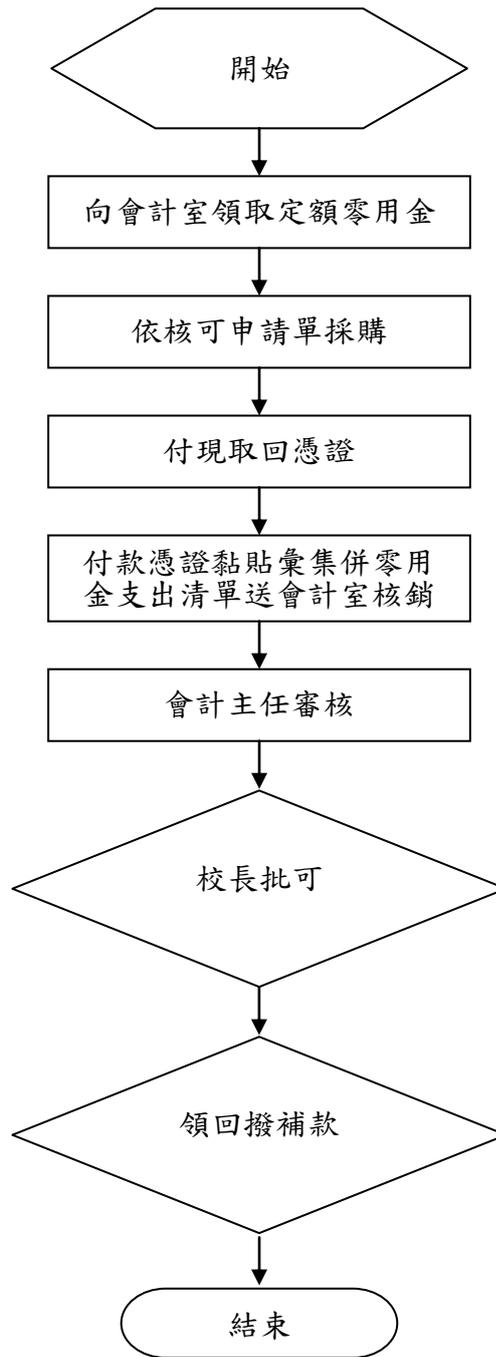 開始
向會計室領取定額零用金
依核可申請單採購
付現取回憑證
付款憑證黏貼彙集併零用
金支出清單送會計室核銷
會計主任審核
校長批可
領回撥補款
結束